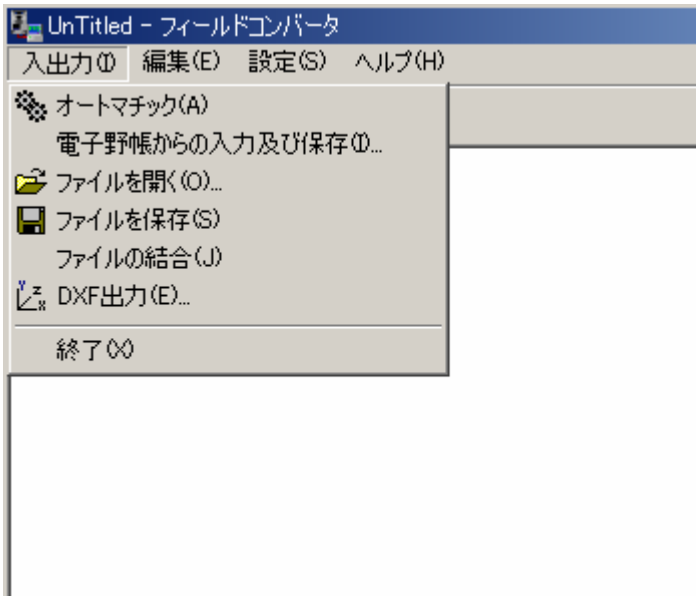 UnTitled - フィールドコンバータ
入出力(I) 編集(E) 設定(S) ヘルプ(H)
オートマチック(A)
電子野帳からの入力及び保存(I)...
ファイルを開く(O)...
ファイルを保存(S)
ファイルの結合(J)
DXF出力(E)...
終了(X)